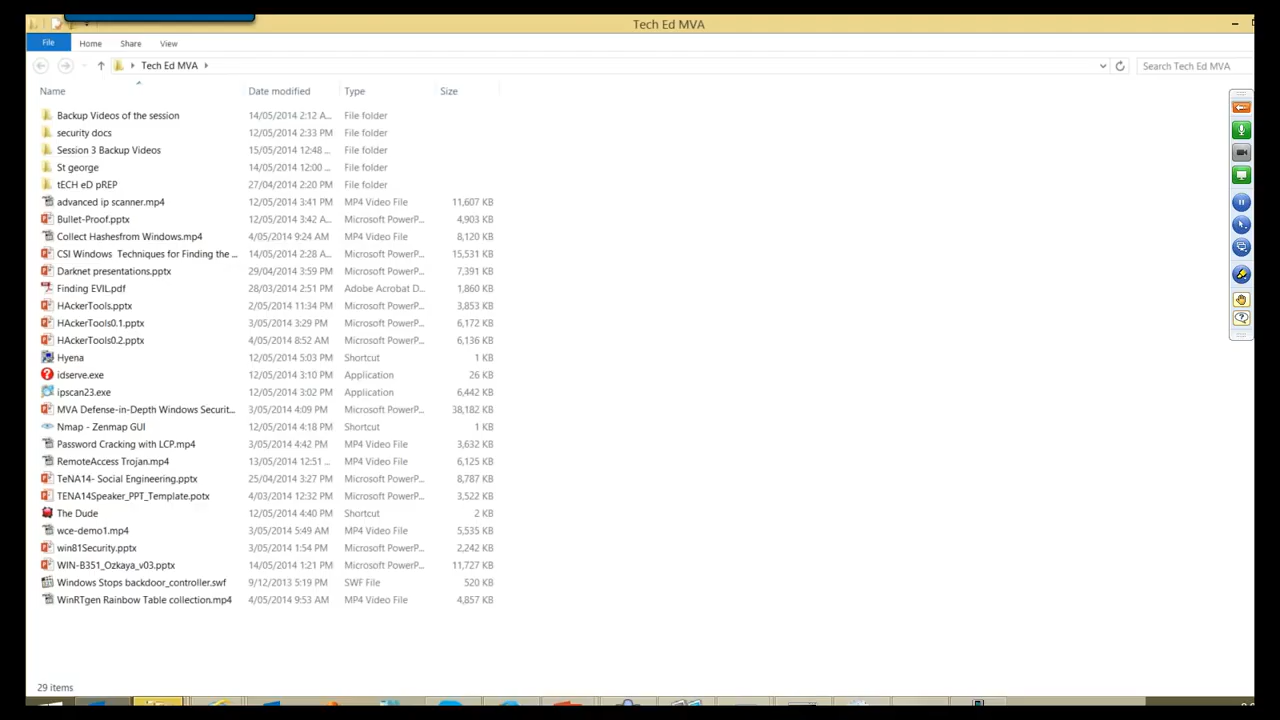 Tech Ed MVA
File Home Share View
Tech Ed MVA Search Tech Ed MVA
Name Date modified Type Size
Backup Videos of the session 14/05/2014 2:12 A... File folder
security docs 12/05/2014 2:33 PM File folder
Session 3 Backup Videos 15/05/2014 12:48 ... File folder
St george 14/05/2014 12:00 ... File folder
tECH eD pREP 27/04/2014 2:20 PM File folder
advanced ip scanner.mp4 12/05/2014 3:41 PM MP4 Video File 11,607 KB
Bullet-Proof.pptx 12/05/2014 3:42 A... Microsoft PowerP... 4,903 KB
Collect Hashesfrom Windows.mp4 4/05/2014 9:24 AM MP4 Video File 8,120 KB
CSI Windows Techniques for Finding the ... 14/05/2014 2:28 A... Microsoft PowerP... 15,531 KB
Darknet presentations.pptx 29/04/2014 3:59 PM Microsoft PowerP... 7,391 KB
Finding EVIL.pdf 28/03/2014 2:51 PM Adobe Acrobat D... 1,860 KB
HAckerTools.pptx 2/05/2014 11:34 PM Microsoft PowerP... 3,853 KB
HAckerTools0.1.pptx 3/05/2014 3:29 PM Microsoft PowerP... 6,172 KB
HAckerTools0.2.pptx 4/05/2014 8:52 AM Microsoft PowerP... 6,136 KB
Hyena 12/05/2014 5:03 PM Shortcut 1 KB
idserve.exe 12/05/2014 3:10 PM Application 26 KB
ipscan23.exe 12/05/2014 3:02 PM Application 6,442 KB
MVA Defense-in-Depth Windows Securit... 3/05/2014 4:09 PM Microsoft PowerP... 38,182 KB
Nmap - Zenmap GUI 12/05/2014 4:18 PM Shortcut 1 KB
Password Cracking with LCP.mp4 3/05/2014 4:42 PM MP4 Video File 3,632 KB
RemoteAccess Trojan.mp4 13/05/2014 12:51 ... MP4 Video File 6,125 KB
TeNA14- Social Engineering.pptx 25/04/2014 3:27 PM Microsoft PowerP... 8,787 KB
TENA14Speaker_PPT_Template.potx 4/03/2014 12:32 PM Microsoft PowerP... 3,522 KB
The Dude 12/05/2014 4:40 PM Shortcut 2 KB
wce-demo1.mp4 3/05/2014 5:49 AM MP4 Video File 5,535 KB
win81Security.pptx 3/05/2014 1:54 PM Microsoft PowerP... 2,242 KB
WIN-B351_Ozkaya_v03.pptx 14/05/2014 1:21 PM Microsoft PowerP... 11,727 KB
Windows Stops backdoor_controller.swf 9/12/2013 5:19 PM SWF File 520 KB
WinRTgen Rainbow Table collection.mp4 4/05/2014 9:53 AM MP4 Video File 4,857 KB
29 items